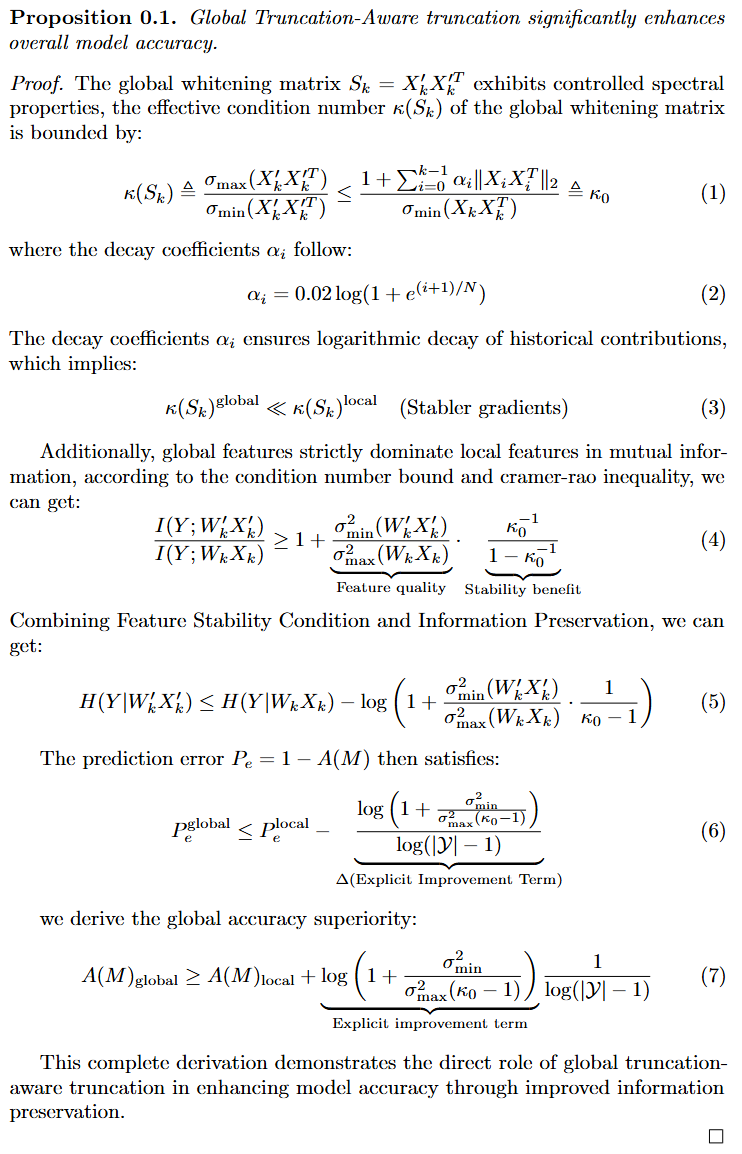 Proposition 0.1. Global Truncation-Aware truncation significantly enhances
overall model accuracy.
Proof. The global whitening matrix $S_k = X'_k X'^T_k$ exhibits controlled spectral
properties, the effective condition number $\kappa(S_k)$ of the global whitening matrix
is bounded by:
$\kappa(S_k) \triangleq \frac{\sigma_{\max}(X'_k X'^T_k)}{\sigma_{\min}(X'_k X'^T_k)} \leq \frac{1 + \sum_{i=0}^{k-1} \alpha_i \|X_i X_i^T\|_2}{\sigma_{\min}(X_k X_k^T)} \triangleq \kappa_0$ (1)
where the decay coefficients $\alpha_i$ follow:
$\alpha_i = 0.02 \log(1 + e^{(i+1)/N})$ (2)
The decay coefficients $\alpha_i$ ensures logarithmic decay of historical contributions,
which implies:
$\kappa(S_k)^{\text{global}} \ll \kappa(S_k)^{\text{local}}$ (Stabler gradients) (3)
Additionally, global features strictly dominate local features in mutual infor-
mation, according to the condition number bound and cramer-rao inequality, we
can get:
$\frac{I(Y; W'_k X'_k)}{I(Y; W_k X_k)} \geq 1 + \underbrace{\frac{\sigma^2_{\min}(W'_k X'_k)}{\sigma^2_{\max}(W_k X_k)}}_{\text{Feature quality}} \cdot \underbrace{\frac{\kappa_0^{-1}}{1 - \kappa_0^{-1}}}_{\text{Stability benefit}}$ (4)
Combining Feature Stability Condition and Information Preservation, we can
get:
$H(Y|W'_k X'_k) \leq H(Y|W_k X_k) - \log \left( 1 + \frac{\sigma^2_{\min}(W'_k X'_k)}{\sigma^2_{\max}(W_k X_k)} \cdot \frac{1}{\kappa_0 - 1} \right)$ (5)
The prediction error $P_e = 1 - A(M)$ then satisfies:
$P_e^{\text{global}} \leq P_e^{\text{local}} - \underbrace{\frac{\log \left( 1 + \frac{\sigma^2_{\min}}{\sigma^2_{\max}(\kappa_0 - 1)} \right)}{\log(|\mathcal{Y}| - 1)}}_{\Delta(\text{Explicit Improvement Term})}$ (6)
we derive the global accuracy superiority:
$A(M)_{\text{global}} \geq A(M)_{\text{local}} + \underbrace{\log \left( 1 + \frac{\sigma^2_{\min}}{\sigma^2_{\max}(\kappa_0 - 1)} \right)}_{\text{Explicit improvement term}} \frac{1}{\log(|\mathcal{Y}| - 1)}$ (7)
This complete derivation demonstrates the direct role of global truncation-
aware truncation in enhancing model accuracy through improved information
preservation.
□